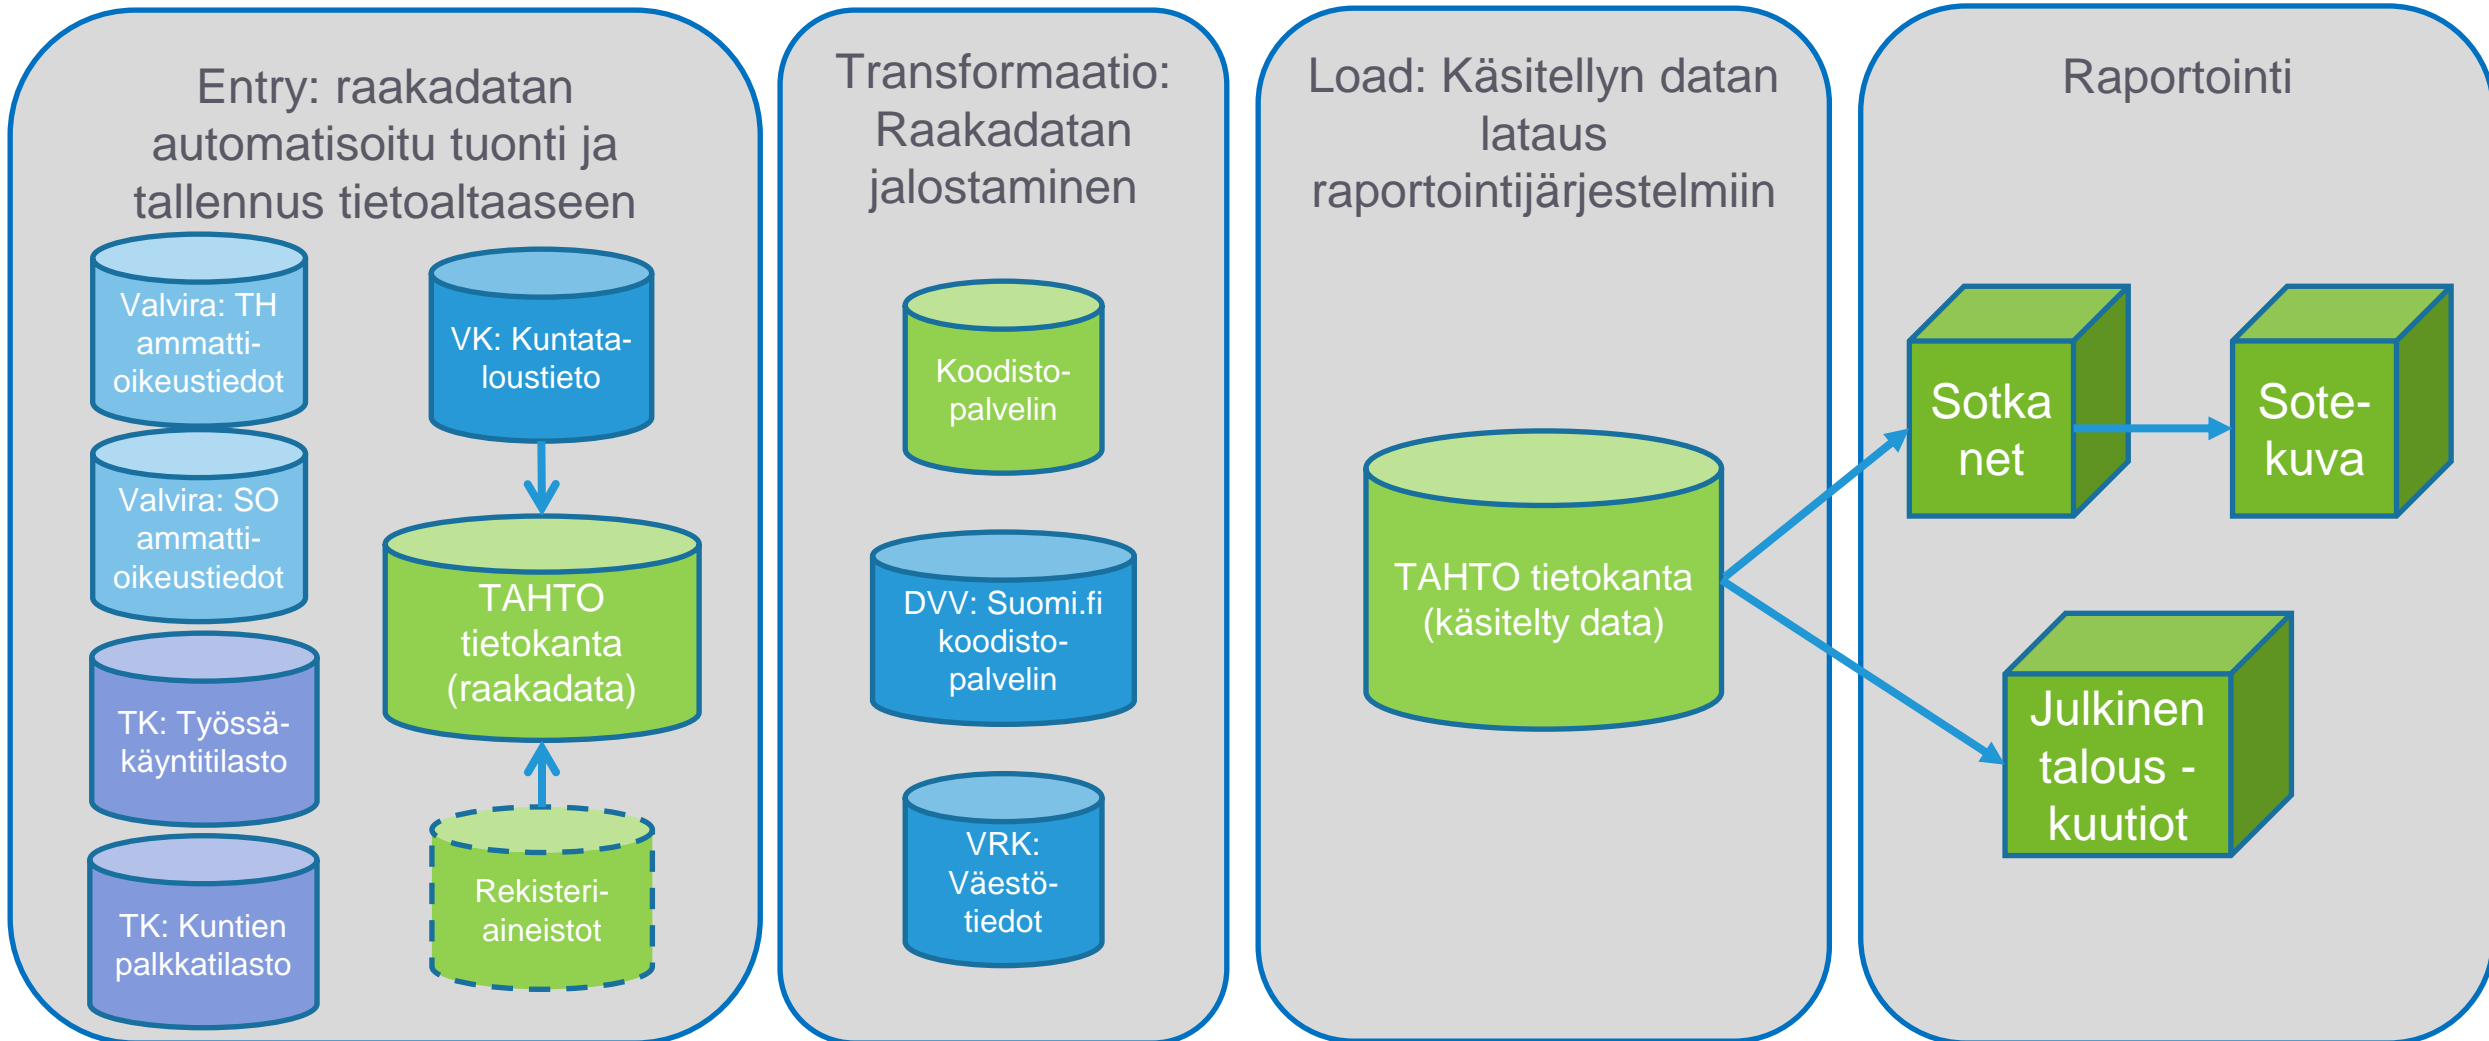 Entry: raakadatan
automatisoitu tuonti ja
tallennus tietoaltaaseen
Valvira: TH
ammatti-
oikeustiedot
Valvira: SO
ammatti-
oikeustiedot
TK: Työssä-
käyntitilasto
TK: Kuntien
palkkatilasto
VK: Kuntata-
loustieto
TAHTO
tietokanta
(raakadata)
Rekisteri-
aineistot
Transformaatio:
Raakadatan
jalostaminen
Koodisto-
palvelin
DVV: Suomi.fi
koodisto-
palvelin
VRK:
Väestö-
tiedot
Load: Käsitellyn datan
lataus
raportointijärjestelmiin
TAHTO tietokanta
(käsitelty data)
Raportointi
Sotka
net
Sote-
kuva
Julkinen
talous -
kuutiot